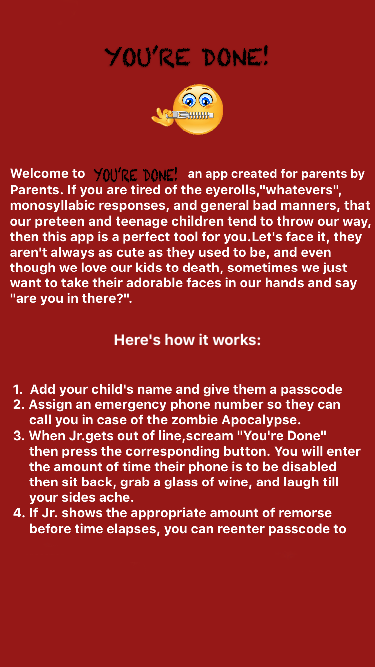 YOU'RE DONE!
Welcome to YOU'RE DONE! an app created for parents by
Parents. If you are tired of the eyerolls,"whatevers",
monosyllabic responses, and general bad manners, that
our preteen and teenage children tend to throw our way,
then this app is a perfect tool for you.Let's face it, they
aren't always as cute as they used to be, and even
though we love our kids to death, sometimes we just
want to take their adorable faces in our hands and say
"are you in there?".
Here's how it works:
1. Add your child's name and give them a passcode
2. Assign an emergency phone number so they can
call you in case of the zombie Apocalypse.
3. When Jr.gets out of line,scream "You're Done"
then press the corresponding button. You will enter
the amount of time their phone is to be disabled
then sit back, grab a glass of wine, and laugh till
your sides ache.
4. If Jr. shows the appropriate amount of remorse
before time elapses, you can reenter passcode to